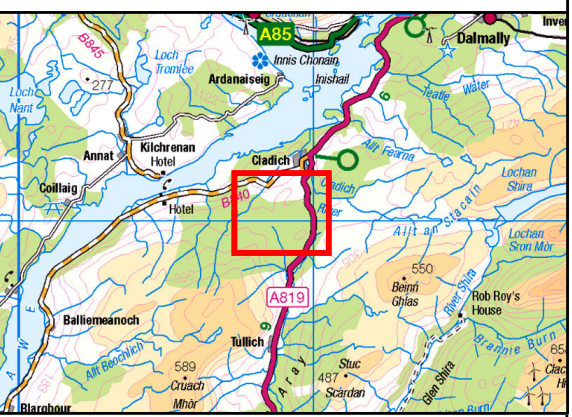 A85
Dalmally
Inver
B845
Loch
Tromlee
Innis Chonain
Ardanaiseig
Inishail
277
Loch
Nant
6
Teatle Water
Kilchrenan
Hotel
Annat
Cladich
Allt Fearna
Coillaig
Lochan
Shira
B840
Cladich
River
Hotel
Allt an Stacain
Lochan
Sron Mòr
550
Beinn
Ghlas
River Shira
A819
Rob Roy's
House
Balliemeanoch
A W E
9
Tullich
Brannie Burn
Allt Beochlich
589
Cruach
Mhòr
Aray
Stuc
Scardan
487
Glen Shira
Burn
Blarghour